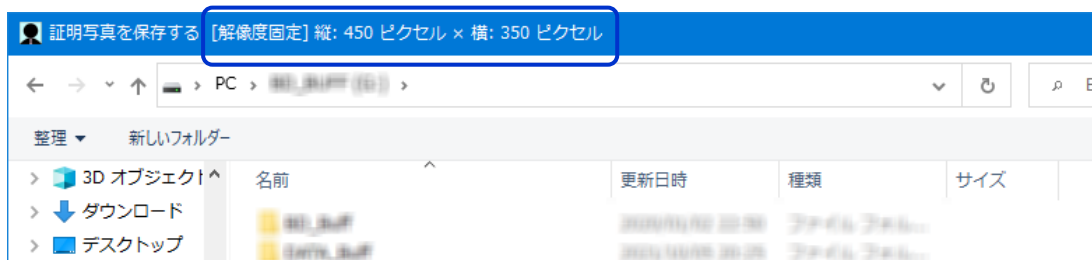 証明写真を保存する [解像度固定] 縦: 450 ピクセル × 横: 350 ピクセル
PC
整理 新しいフォルダー
3D オブジェクト 名前 更新日時 種類 サイズ
ダウンロード
デスクトップ